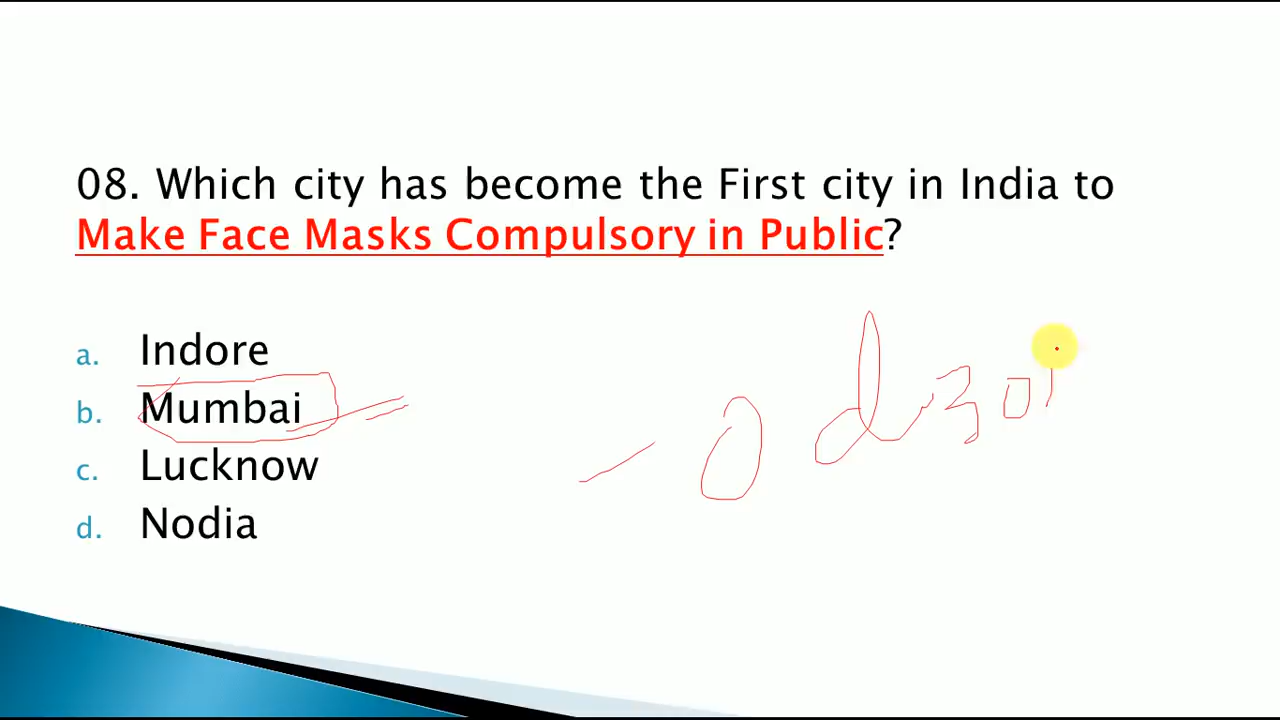 08. Which city has become the First city in India to
Make Face Masks Compulsory in Public?
a. Indore
b. Mumbai
c. Lucknow
d. Nodia